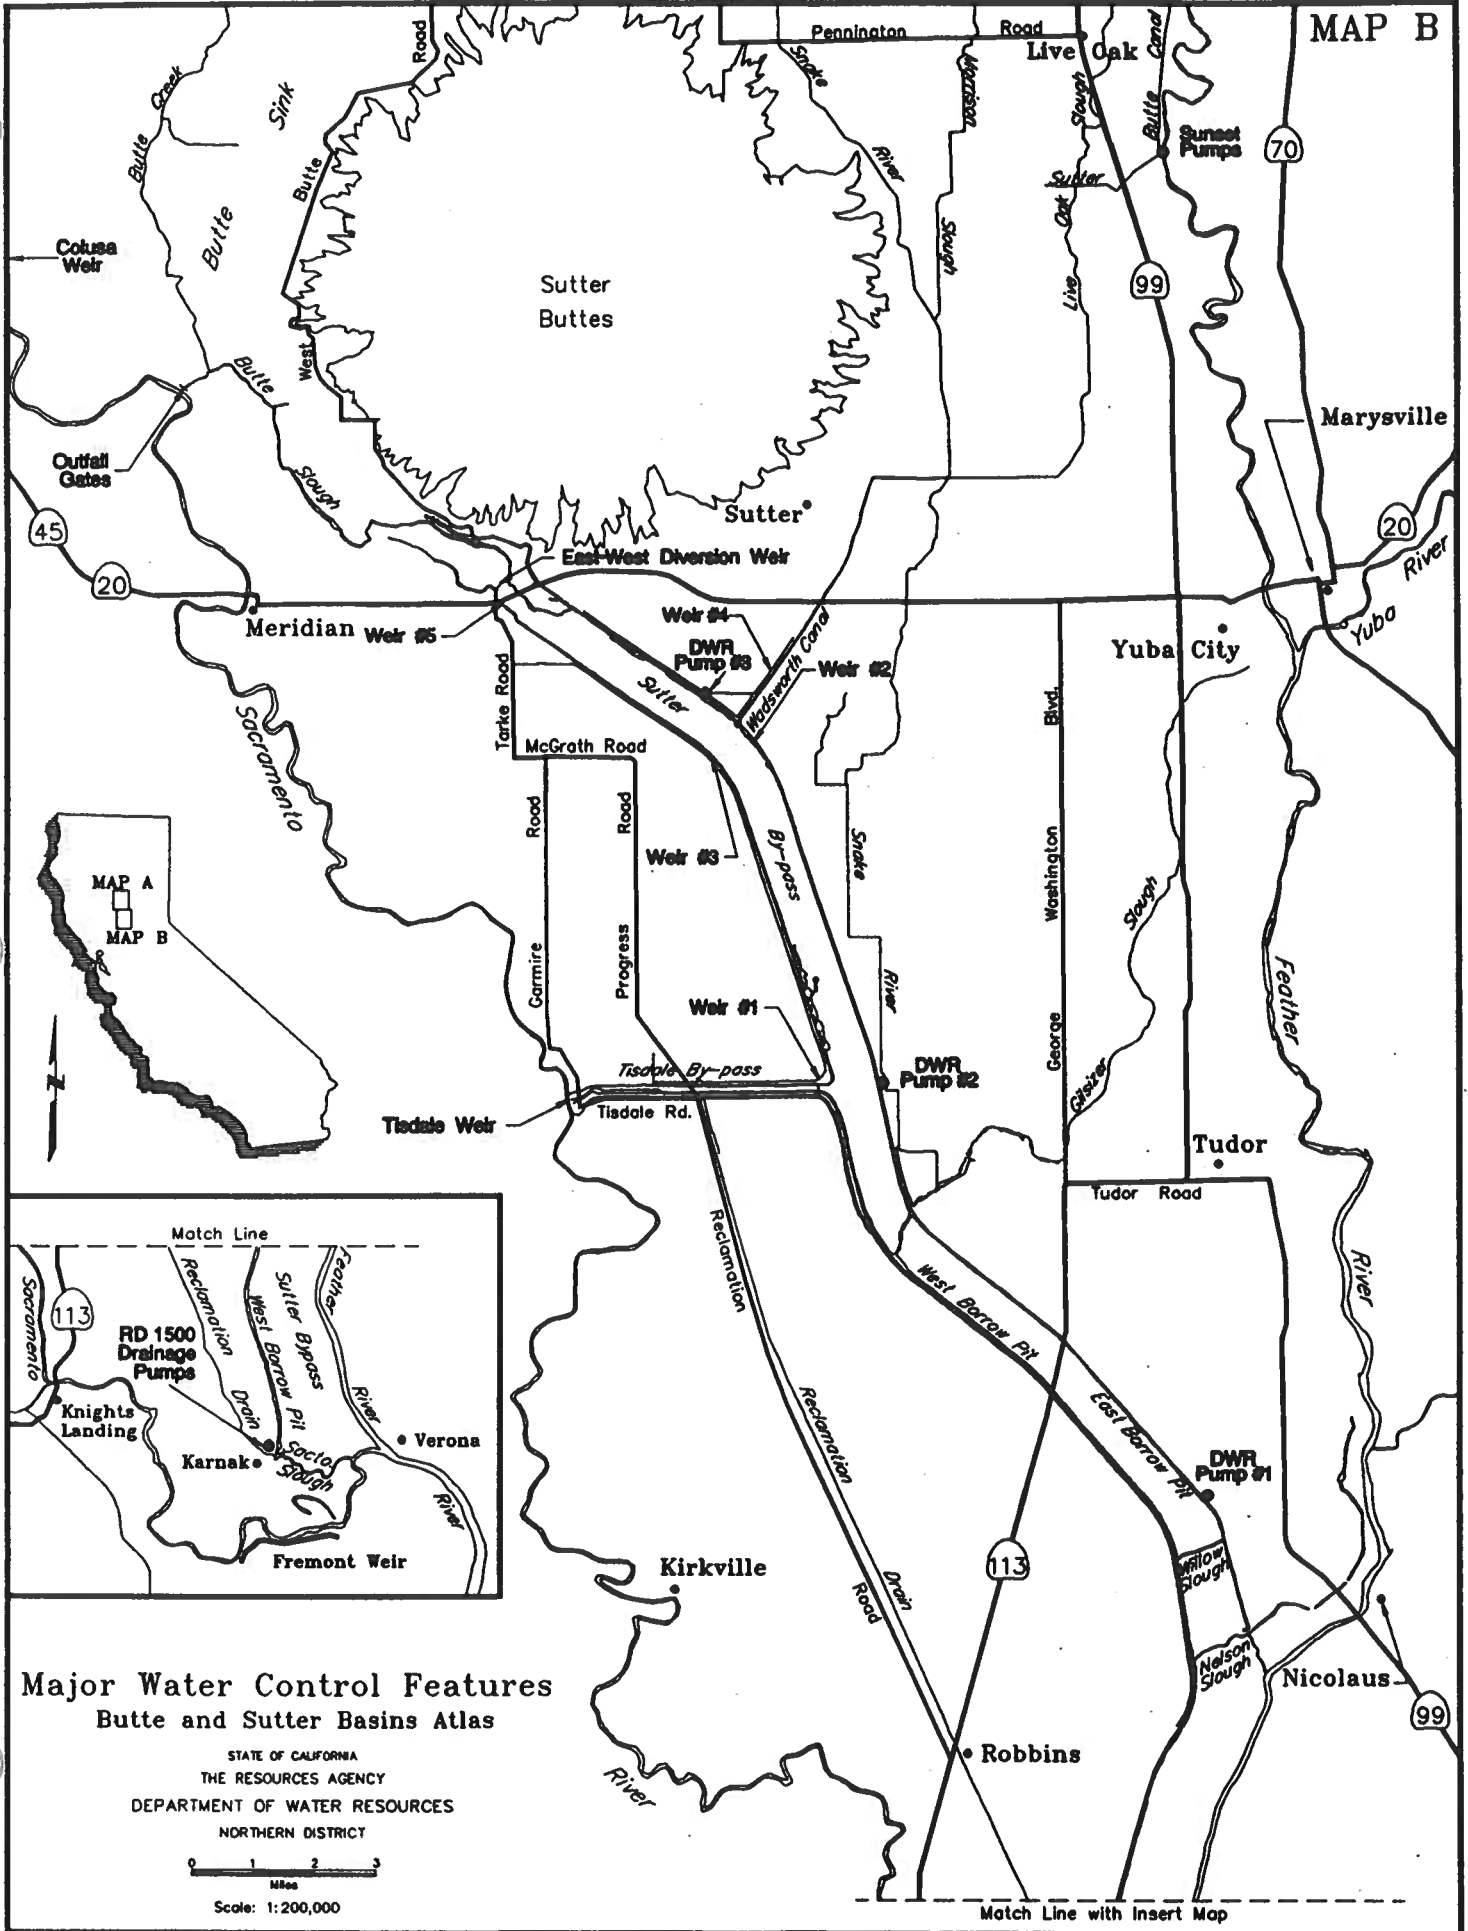 MAP B
Pennington Road
Live Oak
Road
Creek
Butte
Sink
Butte
Butte
West
Snake
River
Morrison
Slough
Slough
Oak
Live
Butte Canal
Sunset
Pumps
Sutter
70
99
Colusa
Weir
Sutter
Buttes
Butte
Slough
Outfall
Gates
Marysville
45
20
20
Sutter
East-West Diversion Weir
River
Yuba
Meridian
Weir #5
Weir #4
DWR
Pump #3
Wadsworth Canal
Weir #2
Yuba City
Sutter
By-pass
Tarke Road
McGrath Road
Sacramento
Blvd.
Washington
George
Road
Garmire
Road
Progress
Weir #3
Snake
River
Slough
Gilsizer
Feather
River
MAP A
MAP B
N
Weir #1
Tisdale By-pass
Tisdale Rd.
Tisdale Weir
DWR
Pump #2
Tudor
Tudor Road
Reclamation
Road
Reclamation
Drain
West Borrow Pit
East Borrow Pit
DWR
Pump #1
113
Willow
Slough
Nelson
Slough
Nicolaus
99
Kirkville
River
Robbins
Match Line with Insert Map
Match Line
Sacramento
113
Reclamation
Drain
West Borrow Pit
Sutter Bypass
Feather
River
RD 1500
Drainage
Pumps
Knights
Landing
Karnak
Sacto.
Slough
Verona
River
Fremont Weir
Major Water Control Features
Butte and Sutter Basins Atlas
STATE OF CALIFORNIA
THE RESOURCES AGENCY
DEPARTMENT OF WATER RESOURCES
NORTHERN DISTRICT
0 1 2 3
Miles
Scale: 1:200,000